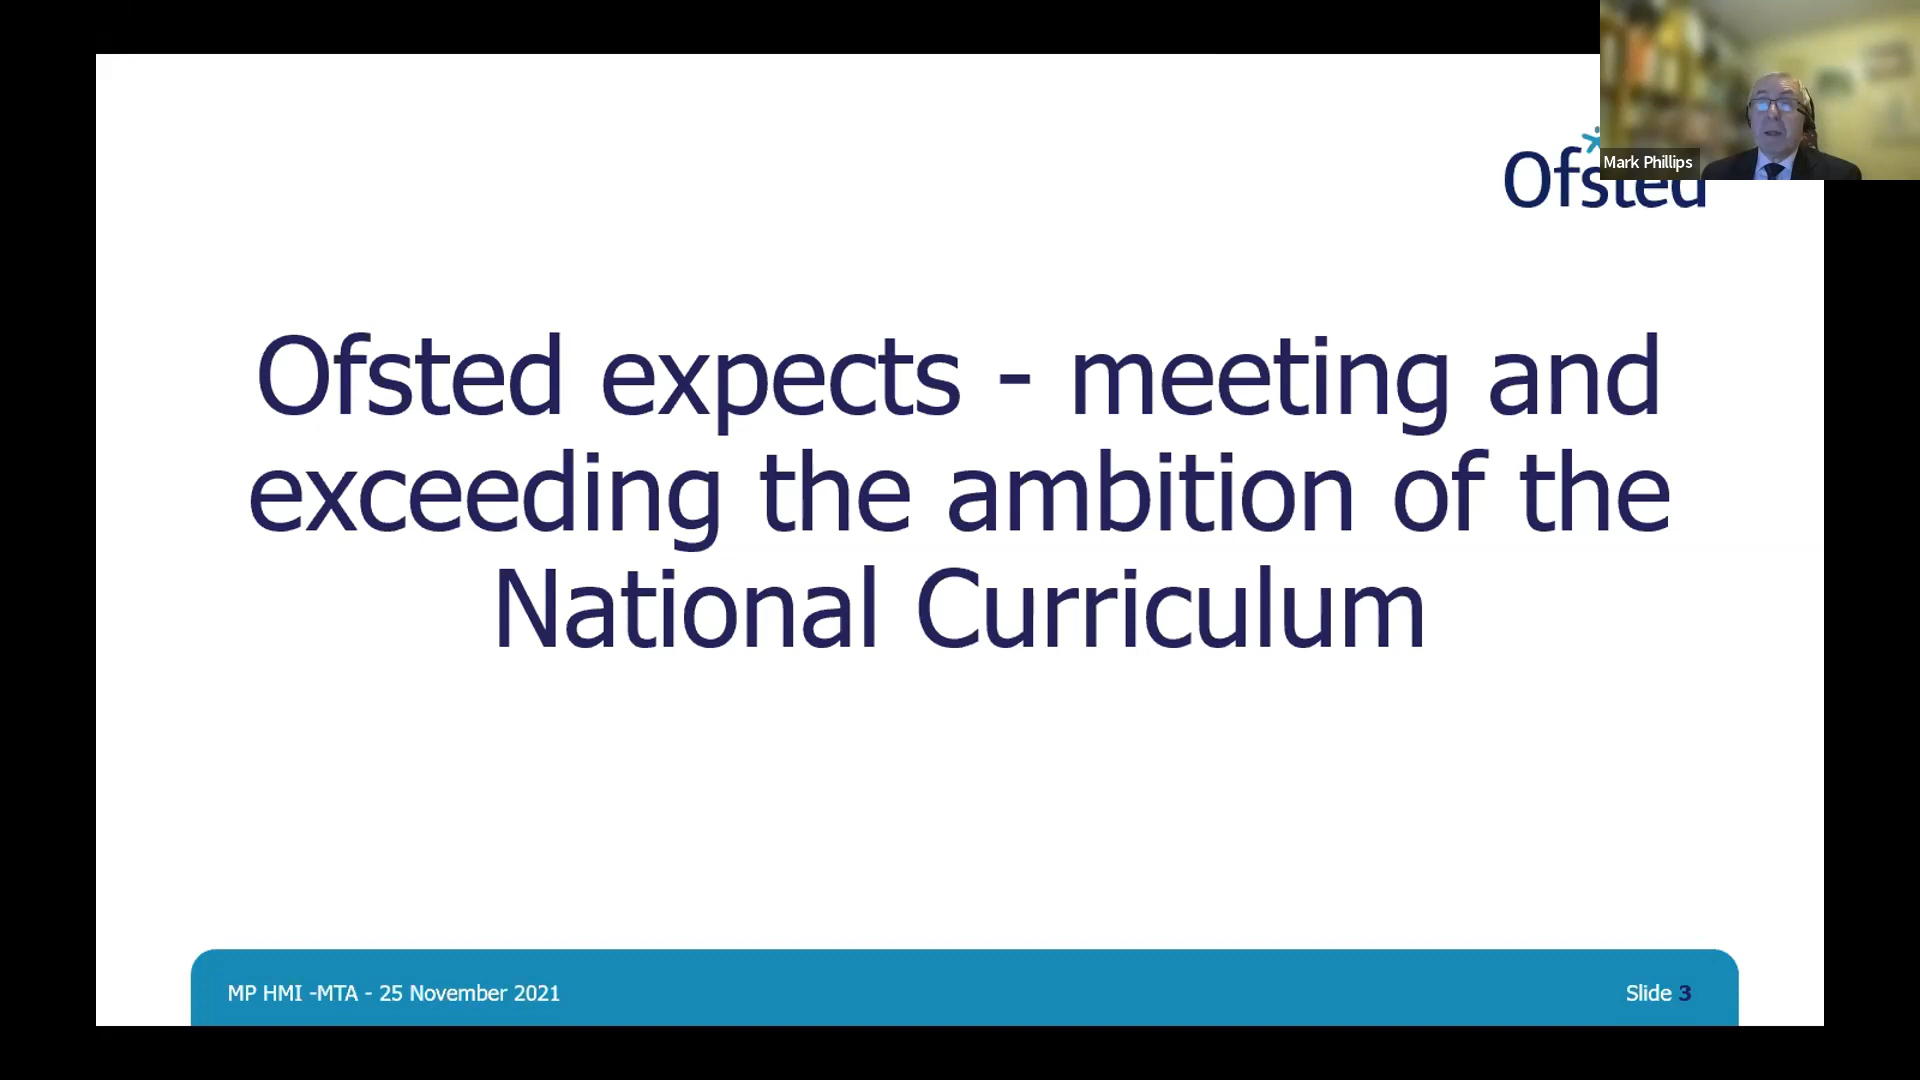 Mark Phillips
Ofsted
Ofsted expects - meeting and
exceeding the ambition of the
National Curriculum
MP HMI -MTA - 25 November 2021
Slide 3